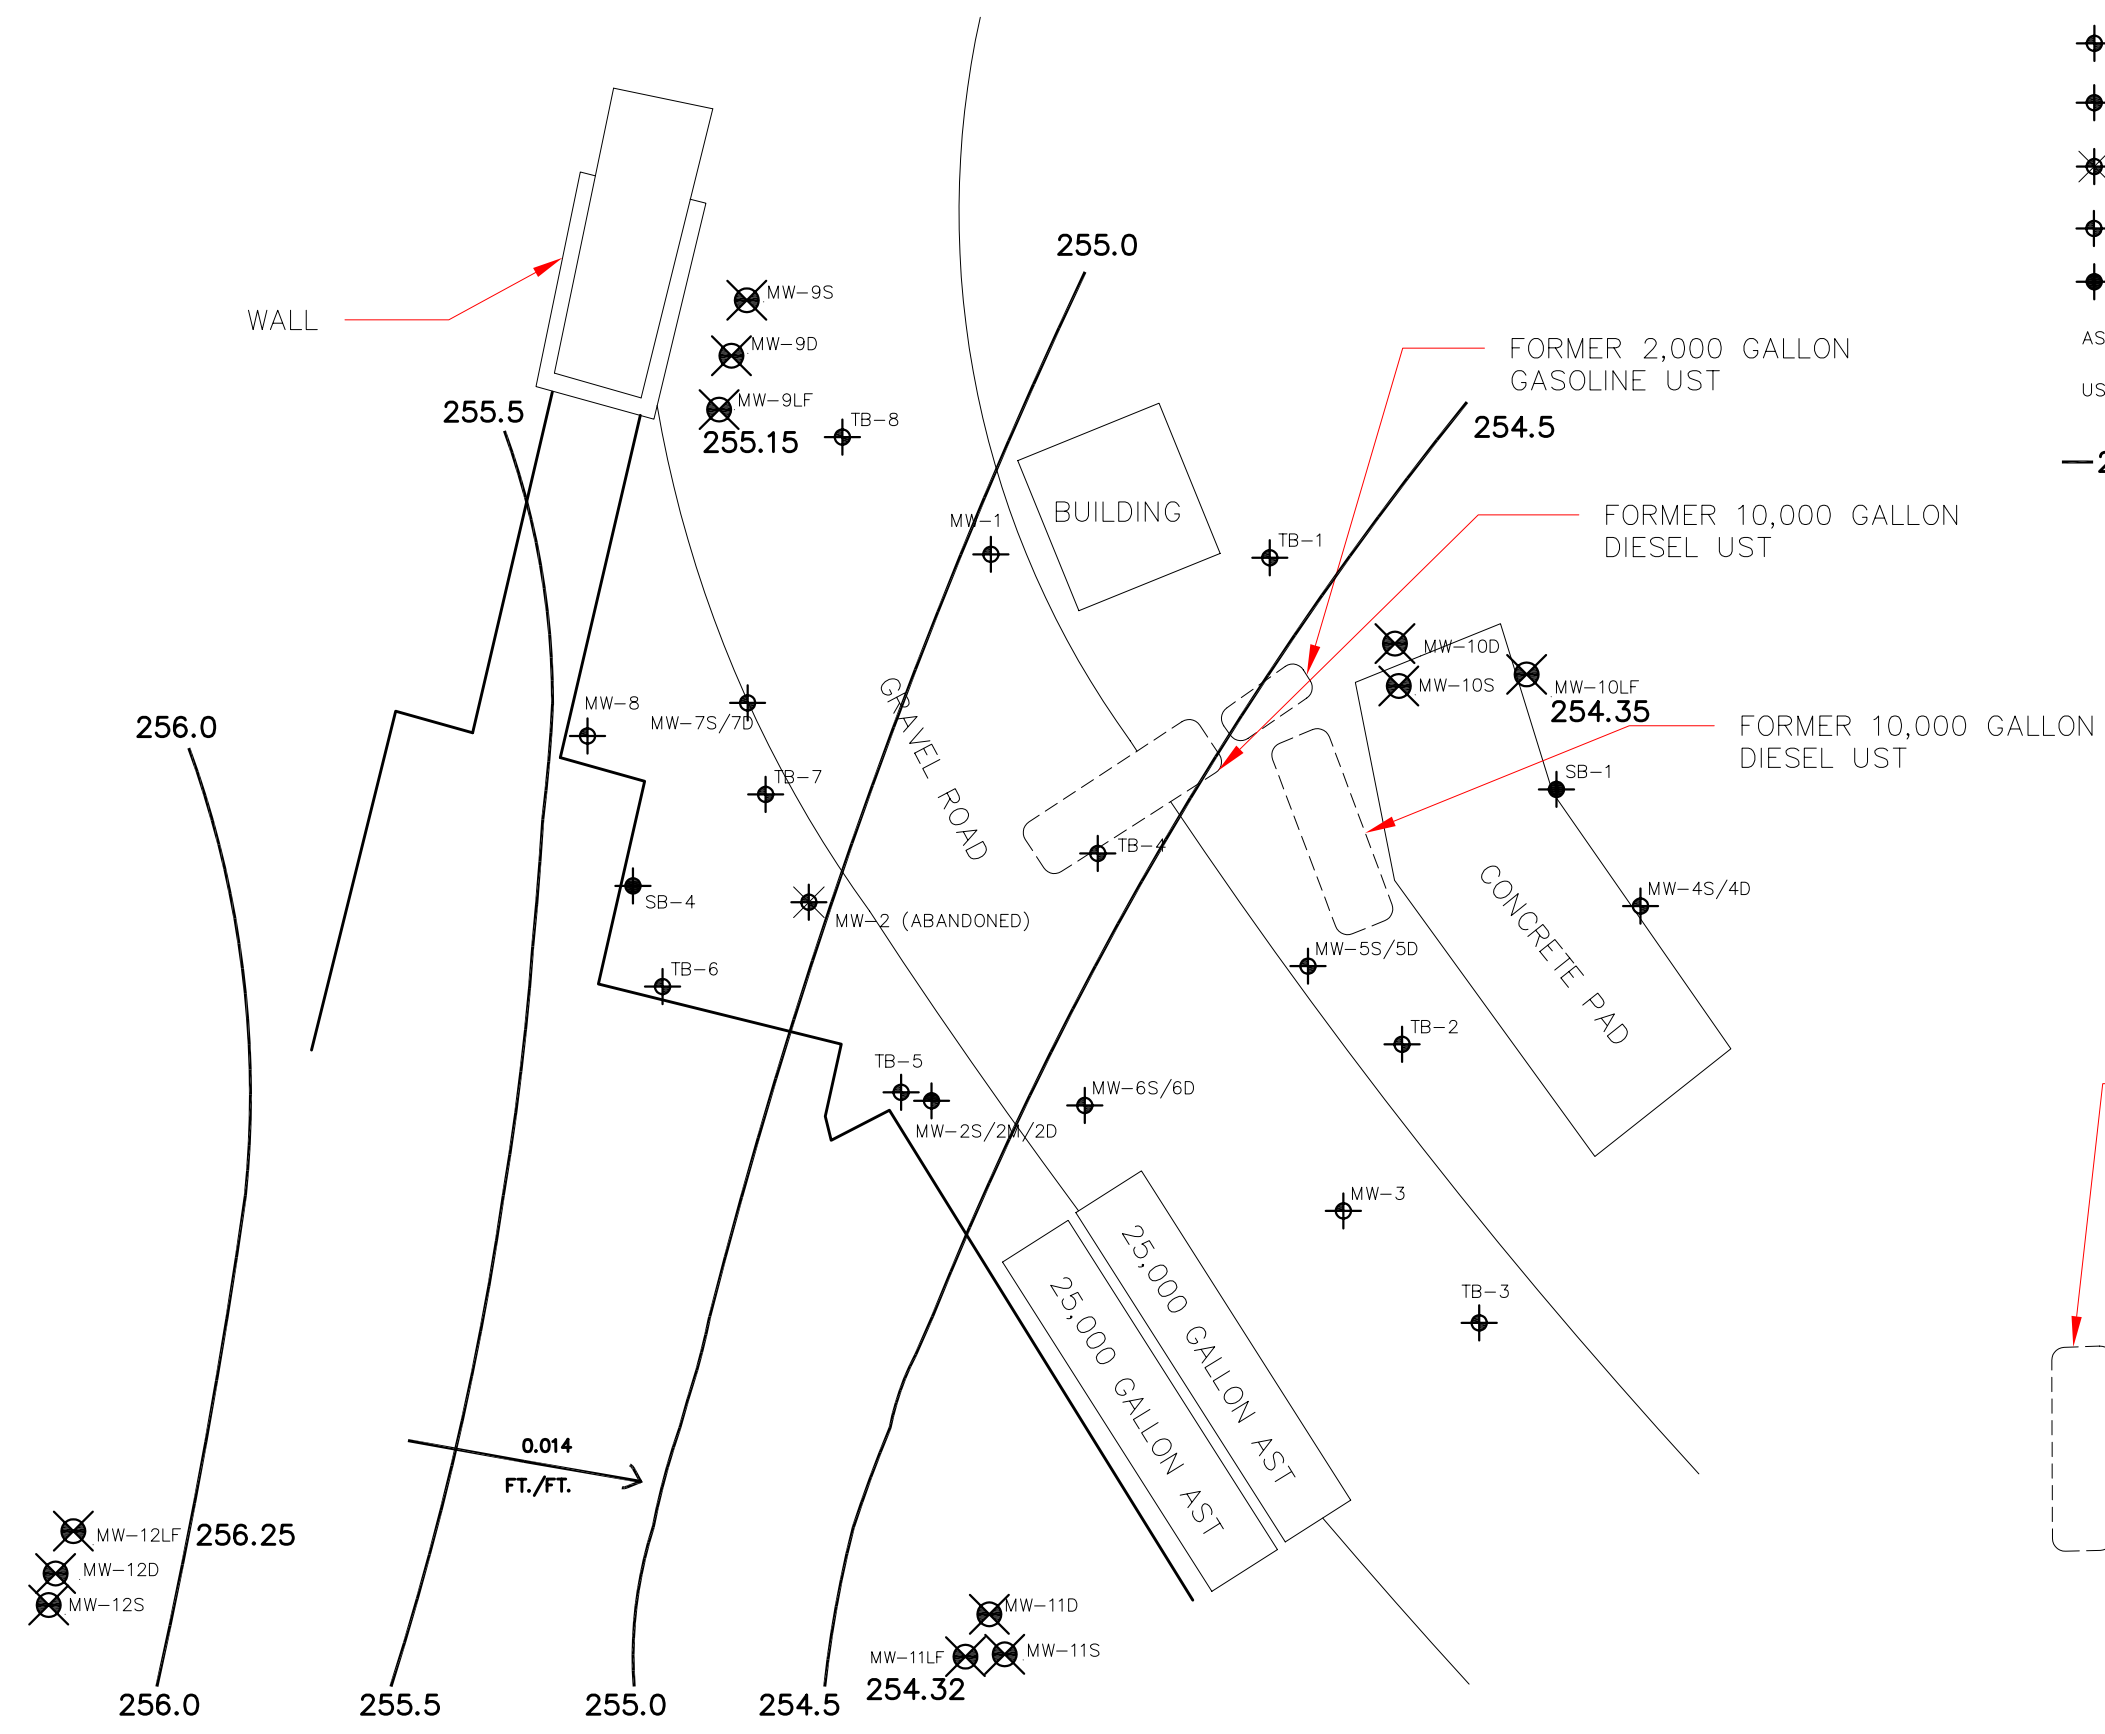 255.0
MW-9S
WALL
MW-9D
FORMER 2,000 GALLON
GASOLINE UST
AS
US
MW-9LF
255.5
TB-8
255.15
254.5
MW-1
BUILDING
TB-1
FORMER 10,000 GALLON
DIESEL UST
MW-10D
MW-10S
MW-10LF
254.35
MW-8
MW-7S/7D
256.0
GRAVEL ROAD
FORMER 10,000 GALLON
DIESEL UST
TB-7
SB-1
TB-4
SB-4
MW-2 (ABANDONED)
MW-4S/4D
CONCRETE PAD
MW-5S/5D
TB-6
TB-2
TB-5
MW-6S/6D
MW-2S/2M/2D
MW-3
25,000 GALLON AST
25,000 GALLON AST
TB-3
0.014
FT./FT.
MW-12LF
256.25
MW-12D
MW-12S
MW-11D
MW-11LF
MW-11S
254.32
256.0
255.5
255.0
254.5